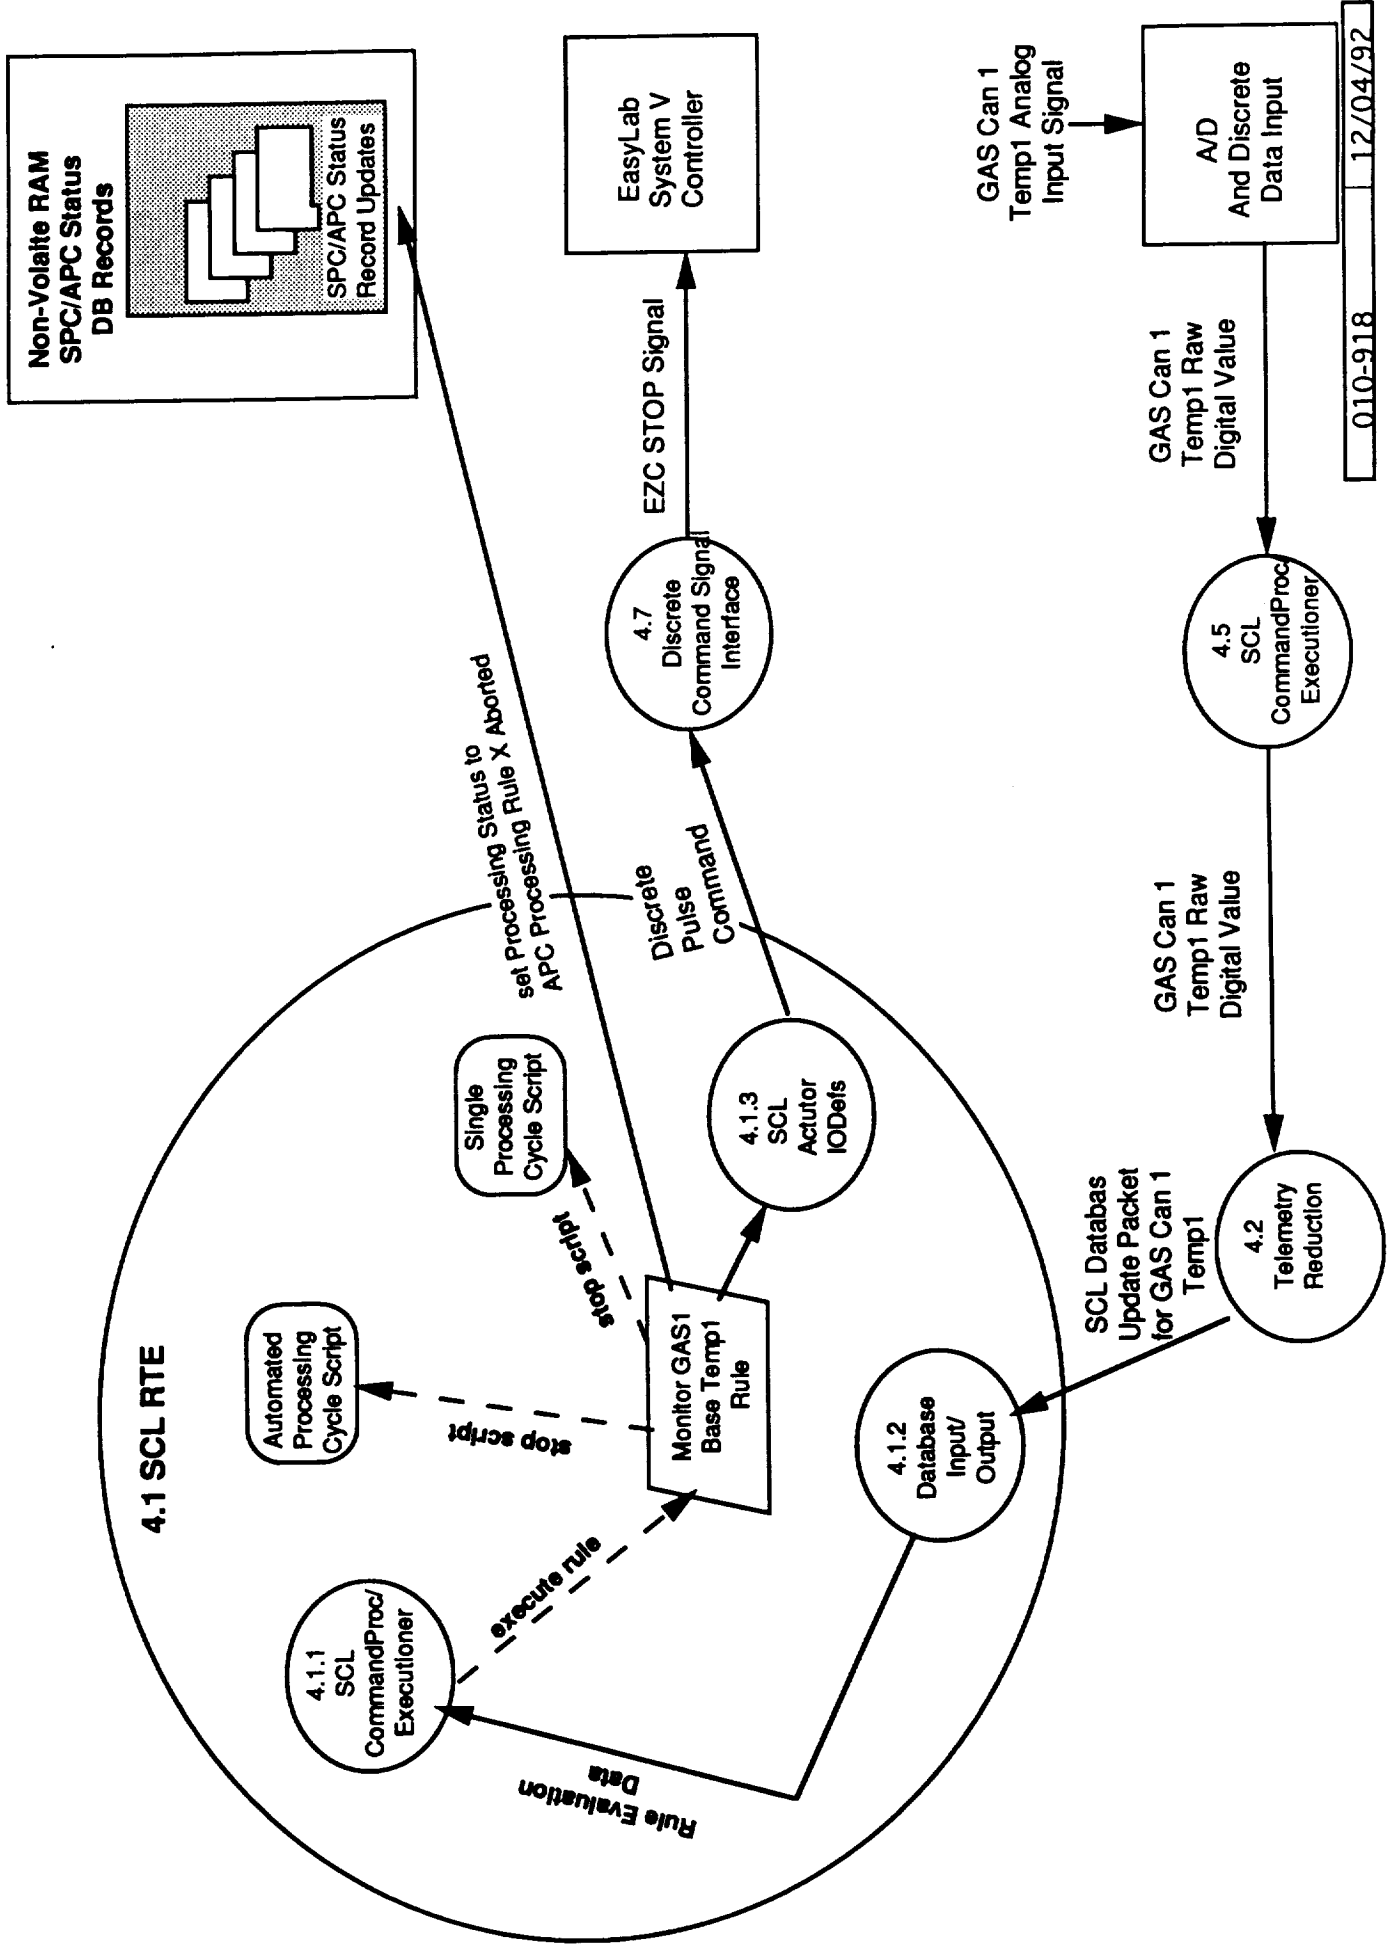 4.1 SCL RTE
4.1.1
SCL
CommandProc/
Executioner
Automated
Processing
Cycle Script
Single
Processing
Cycle Script
execute rule
stop script
stop script
Monitor GAS1
Base Temp1
Rule
Rule Evaluation
Data
4.1.2
Database
Input/
Output
4.1.3
SCL
Actutor
IODefs
set Processing Status to
APC Processing Rule X Aborted
Discrete
Pulse
Command
Non-Volaite RAM
SPC/APC Status
DB Records
SPC/APC Status
Record Updates
4.7
Discrete
Command Signal
Interface
EZC STOP Signal
EasyLab
System V
Controller
SCL Databas
Update Packet
for GAS Can 1
Temp1
4.2
Telemetry
Reduction
GAS Can 1
Temp1 Raw
Digital Value
4.5
SCL
CommandProc/
Executioner
GAS Can 1
Temp1 Raw
Digital Value
GAS Can 1
Temp1 Analog
Input Signal
A/D
And Discrete
Data Input
010-918 12/04/92